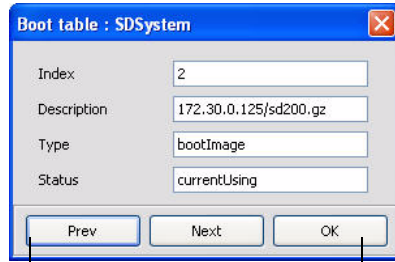 Boot table : SDSystem
Index 2
Description 172.30.0.125/sd200.gz
Type bootImage
Status currentUsing
Prev Next OK